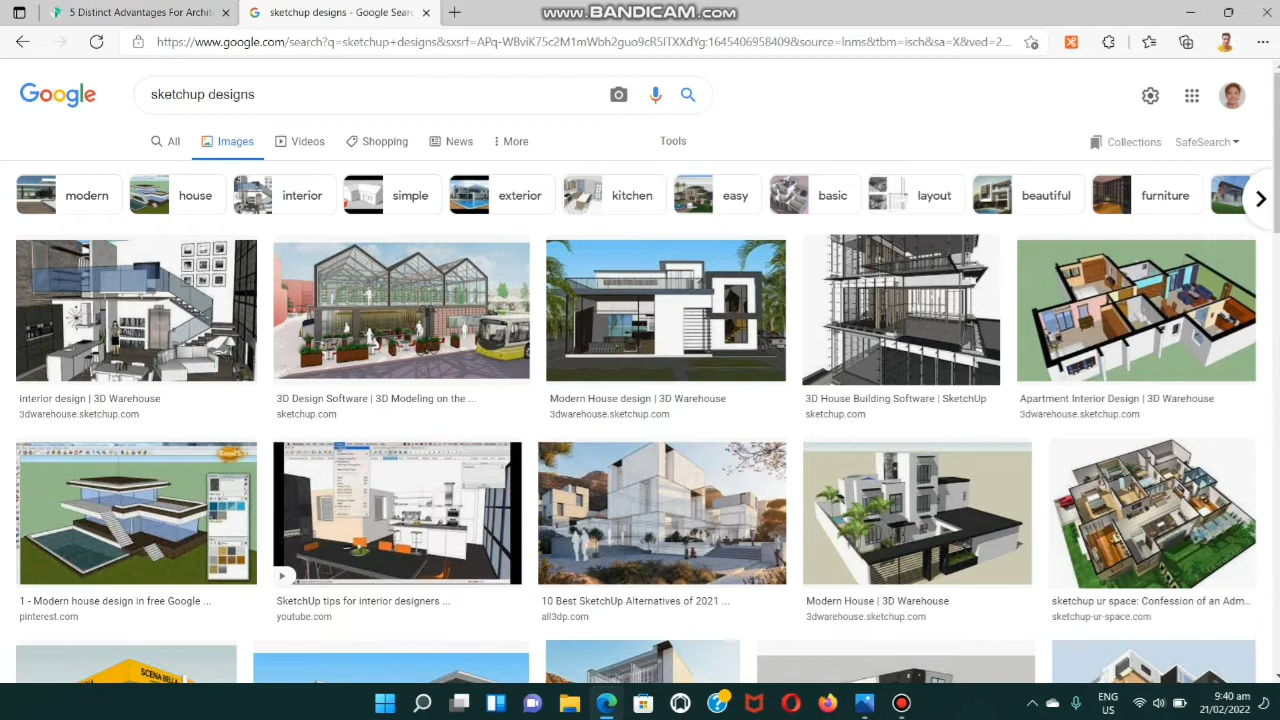 www.BANDICAM.com
5 Distinct Advantages For Archit
sketchup designs - Google Sear
https://www.google.com/search?q=sketchup+designs&sxsrf=APq-WBviK75c2M1mWbh2guo9cR5ITXXdYg:1645406958409&source=lnms&tbm=isch&sa=X&ved=2...
Google
sketchup designs
All
Images
Videos
Shopping
News
More
Tools
Collections
SafeSearch
modern
house
interior
simple
exterior
kitchen
easy
basic
layout
beautiful
furniture
interior design | 3D Warehouse
3dwarehouse.sketchup.com
3D Design Software | 3D Modeling on the ...
sketchup.com
Modern House design | 3D Warehouse
3dwarehouse.sketchup.com
3D House Building Software | SketchUp
sketchup.com
Apartment Interior Design | 3D Warehouse
3dwarehouse.sketchup.com
1 - Modern house design in free Google ...
pinterest.com
SketchUp tips for interior designers ...
youtube.com
10 Best SketchUp Alternatives of 2021 ...
all3dp.com
Modern House | 3D Warehouse
3dwarehouse.sketchup.com
sketchup ur space: Confession of an Adm...
sketchup-ur-space.com
SCENA BELLA
ENG
US
9:40 am
21/02/2022